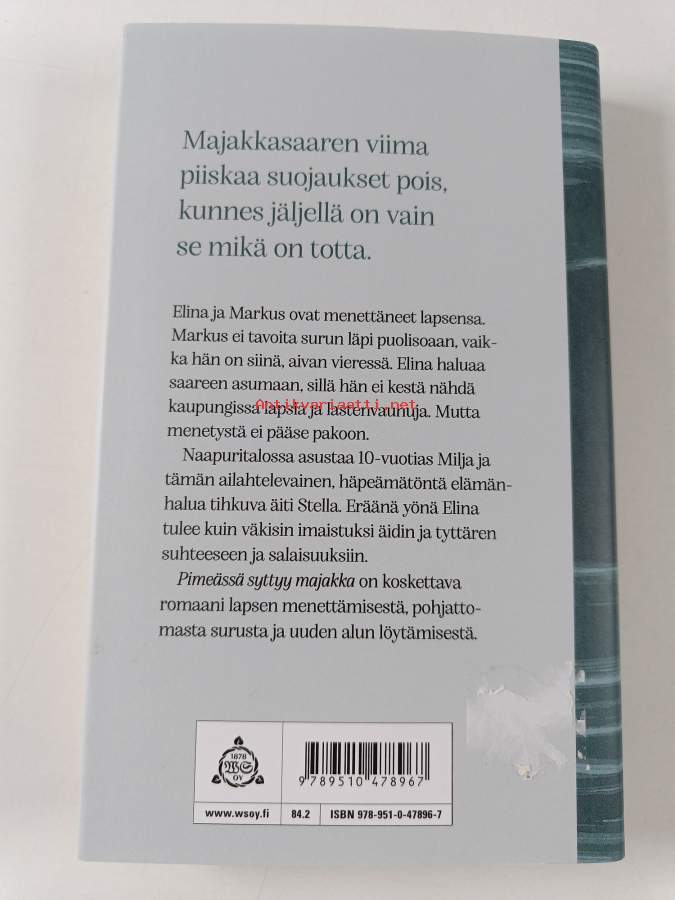 Majakkasaaren viima
piiskaa suojaukset pois,
kunnes jäljellä on vain
se mikä on totta.
Elina ja Markus ovat menettäneet lapsensa.
Markus ei tavoita surun läpi puolisoaan, vaik-
ka hän on siinä, aivan vieressä. Elina haluaa
saareen asumaan, sillä hän ei kestä nähdä
kaupungissa lapsia ja lastenvaunuja. Mutta
Antikvariaatti.net
menetystä ei pääse pakoon.
Naapuritalossa asustaa 10-vuotias Milja ja
tämän ailahtelevainen, häpeämätöntä elämän-
halua tihkuva äiti Stella. Eräänä yönä Elina
tulee kuin väkisin imaistuksi äidin ja tyttären
suhteeseen ja salaisuuksiin.
Pimeässä syttyy majakka on koskettava
romaani lapsen menettämisestä, pohjatto-
masta surusta ja uuden alun löytämisestä.
1878
WS
OY
9 789510 478967
www.wsoy.fi 84.2 ISBN 978-951-0-47896-7